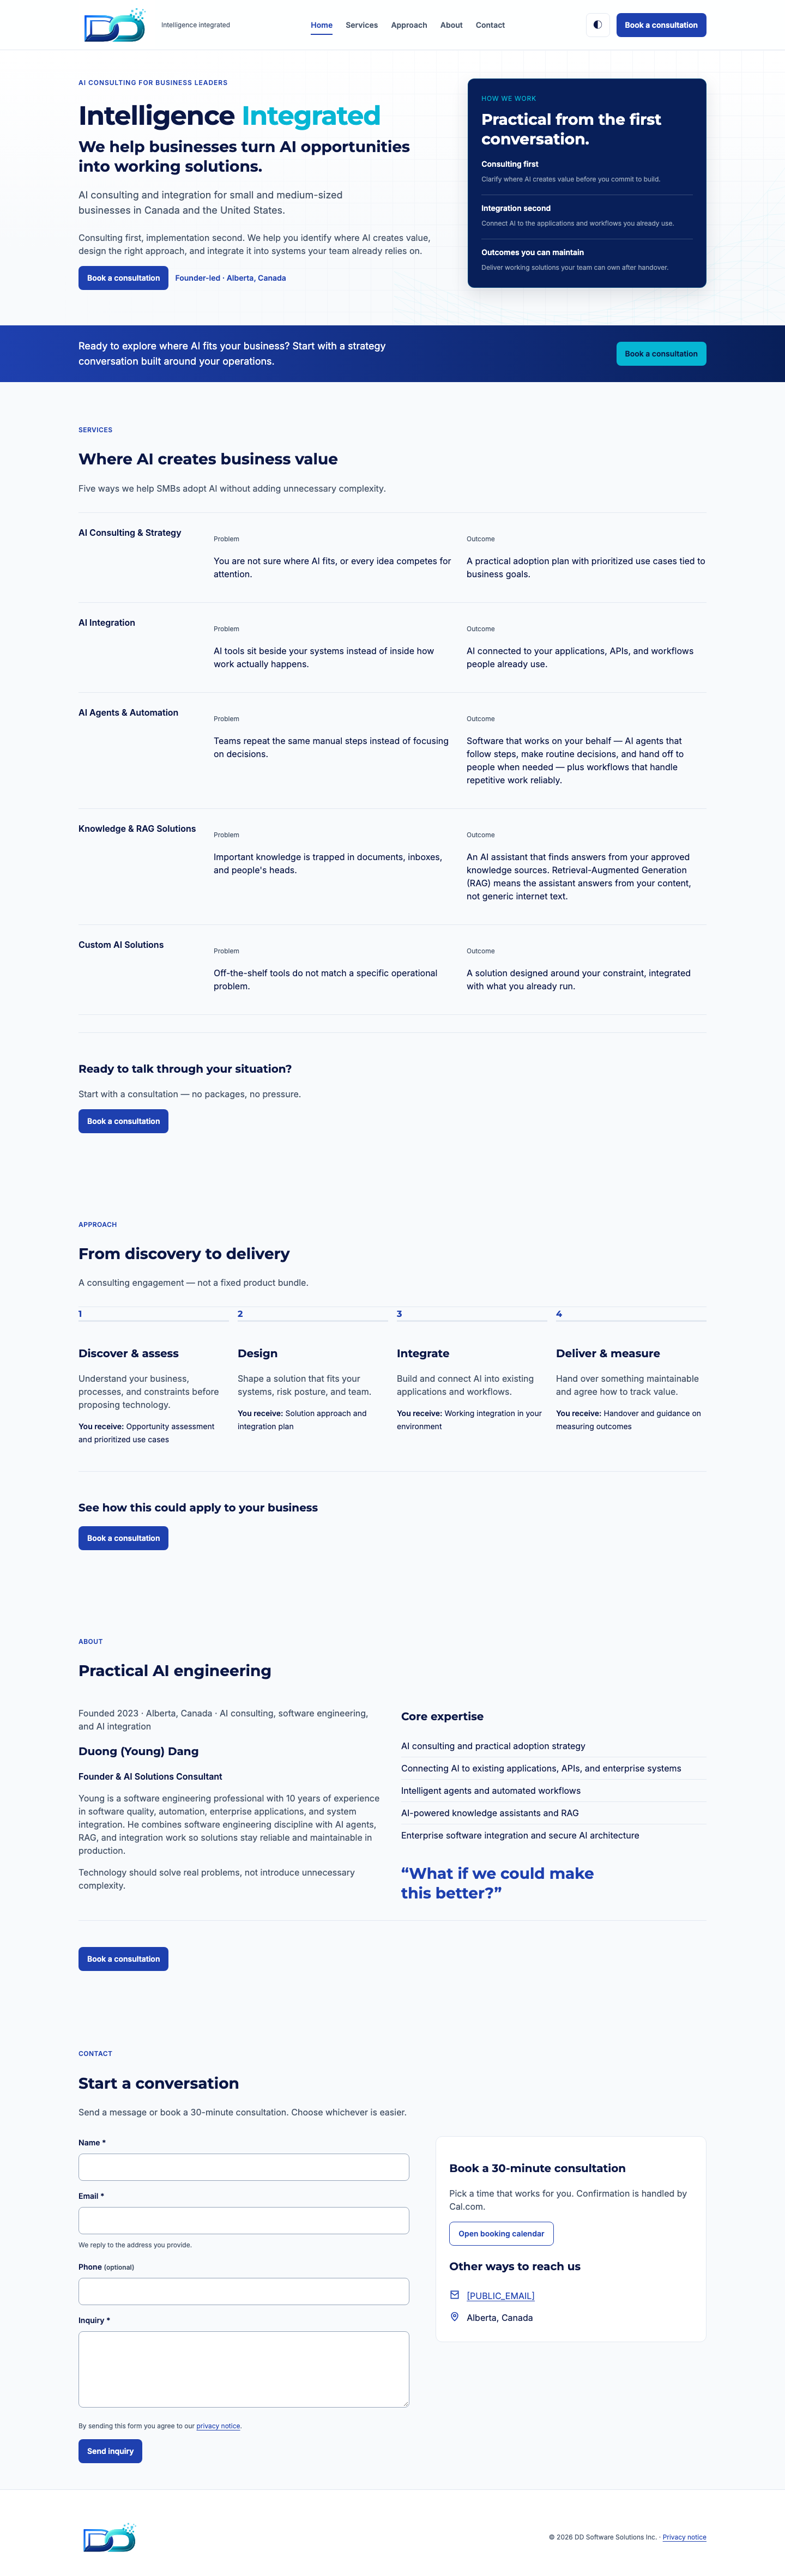 DD
Intelligence integrated
Home
Services
Approach
About
Contact
Book a consultation
AI CONSULTING FOR BUSINESS LEADERS
Intelligence Integrated
We help businesses turn AI opportunities
into working solutions.
AI consulting and integration for small and medium-sized
businesses in Canada and the United States.
Consulting first, implementation second. We help you identify where AI creates value,
design the right approach, and integrate it into systems your team already relies on.
Book a consultation
Founder-led · Alberta, Canada
HOW WE WORK
Practical from the first
conversation.
Consulting first
Clarify where AI creates value before you commit to build.
Integration second
Connect AI to the applications and workflows you already use.
Outcomes you can maintain
Deliver working solutions your team can own after handover.
Ready to explore where AI fits your business? Start with a strategy
conversation built around your operations.
Book a consultation
SERVICES
Where AI creates business value
Five ways we help SMBs adopt AI without adding unnecessary complexity.
AI Consulting & Strategy
Problem
You are not sure where AI fits, or every idea competes for
attention.
Outcome
A practical adoption plan with prioritized use cases tied to
business goals.
AI Integration
Problem
AI tools sit beside your systems instead of inside how
work actually happens.
Outcome
AI connected to your applications, APIs, and workflows
people already use.
AI Agents & Automation
Problem
Teams repeat the same manual steps instead of focusing
on decisions.
Outcome
Software that works on your behalf — AI agents that
follow steps, make routine decisions, and hand off to
people when needed — plus workflows that handle
repetitive work reliably.
Knowledge & RAG Solutions
Problem
Important knowledge is trapped in documents, inboxes,
and people's heads.
Outcome
An AI assistant that finds answers from your approved
knowledge sources. Retrieval-Augmented Generation
(RAG) means the assistant answers from your content,
not generic internet text.
Custom AI Solutions
Problem
Off-the-shelf tools do not match a specific operational
problem.
Outcome
A solution designed around your constraint, integrated
with what you already run.
Ready to talk through your situation?
Start with a consultation — no packages, no pressure.
Book a consultation
APPROACH
From discovery to delivery
A consulting engagement — not a fixed product bundle.
1
Discover & assess
Understand your business,
processes, and constraints before
proposing technology.
You receive: Opportunity assessment
and prioritized use cases
2
Design
Shape a solution that fits your
systems, risk posture, and team.
You receive: Solution approach and
integration plan
3
Integrate
Build and connect AI into existing
applications and workflows.
You receive: Working integration in your
environment
4
Deliver & measure
Hand over something maintainable
and agree how to track value.
You receive: Handover and guidance on
measuring outcomes
See how this could apply to your business
Book a consultation
ABOUT
Practical AI engineering
Founded 2023 · Alberta, Canada · AI consulting, software engineering,
and AI integration
Duong (Young) Dang
Founder & AI Solutions Consultant
Young is a software engineering professional with 10 years of experience
in software quality, automation, enterprise applications, and system
integration. He combines software engineering discipline with AI agents,
RAG, and integration work so solutions stay reliable and maintainable in
production.
Technology should solve real problems, not introduce unnecessary
complexity.
Core expertise
AI consulting and practical adoption strategy
Connecting AI to existing applications, APIs, and enterprise systems
Intelligent agents and automated workflows
AI-powered knowledge assistants and RAG
Enterprise software integration and secure AI architecture
“What if we could make
this better?”
Book a consultation
CONTACT
Start a conversation
Send a message or book a 30-minute consultation. Choose whichever is easier.
Name *
Email *
We reply to the address you provide.
Phone (optional)
Inquiry *
By sending this form you agree to our privacy notice.
Send inquiry
Book a 30-minute consultation
Pick a time that works for you. Confirmation is handled by
Cal.com.
Open booking calendar
Other ways to reach us
[PUBLIC_EMAIL]
Alberta, Canada
DD
© 2026 DD Software Solutions Inc. · Privacy notice